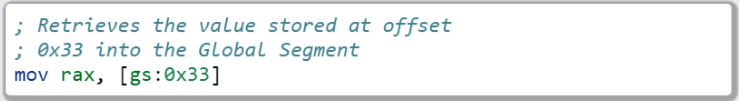 ; Retrieves the value stored at offset
; 0x33 into the Global Segment
mov rax, [gs:0x33]